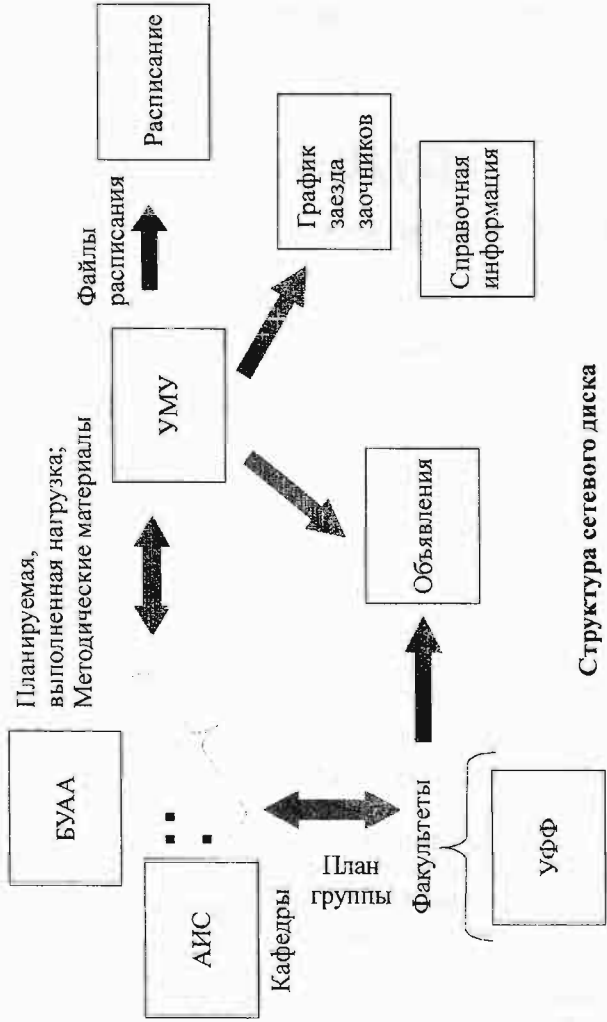 БУАА
Планируемая,
выполненная нагрузка;
Методические материалы
Файлы
расписания
Расписание
АИС
Кафедры
УМУ
График
заезда
заочников
План
группы
Факультеты
Объявления
Справочная
информация
УФФ
Структура сетевого диска